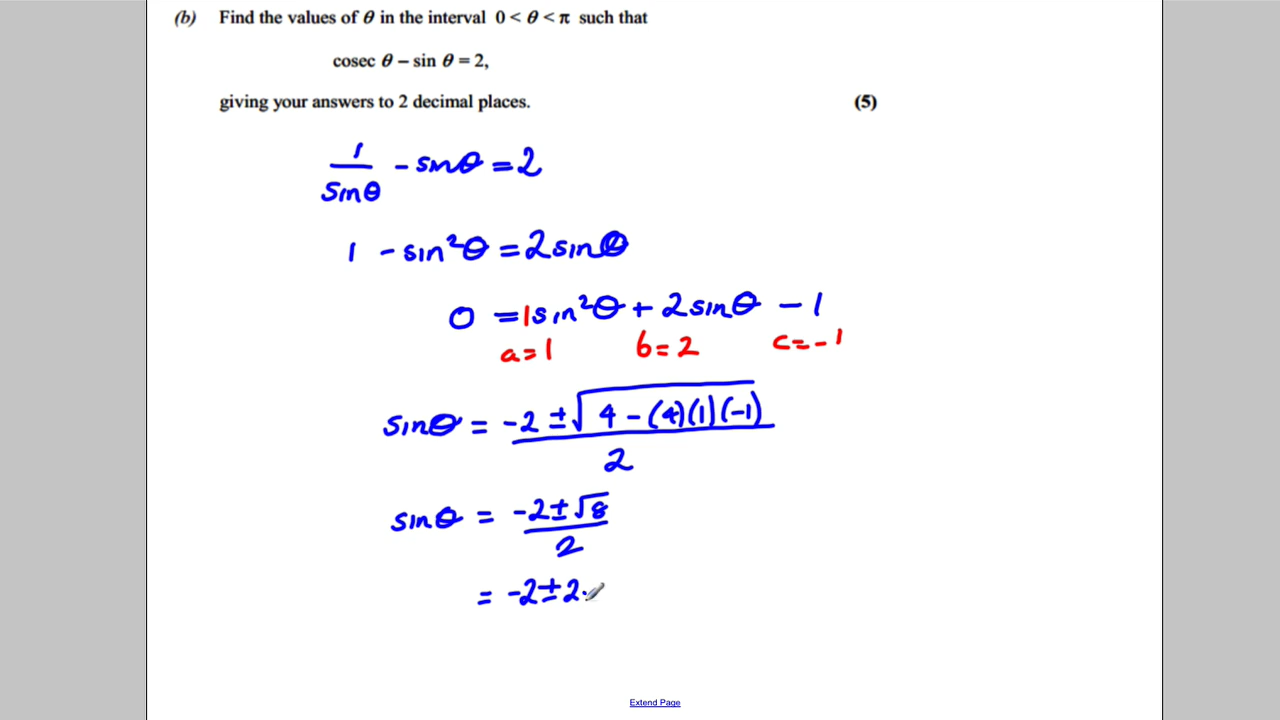 (b) Find the values of θ in the interval 0 < θ < π such that
cosec θ – sin θ = 2,
giving your answers to 2 decimal places. (5)
1/sinθ - sinθ = 2
1 - sin²θ = 2sinθ
0 = 1sin²θ + 2sinθ - 1
a=1 b=2 c=-1
sinθ = (-2 ± √(4 - (4)(1)(-1)))/2
sinθ = (-2 ± √8)/2
= -2 ± 2
Extend Page